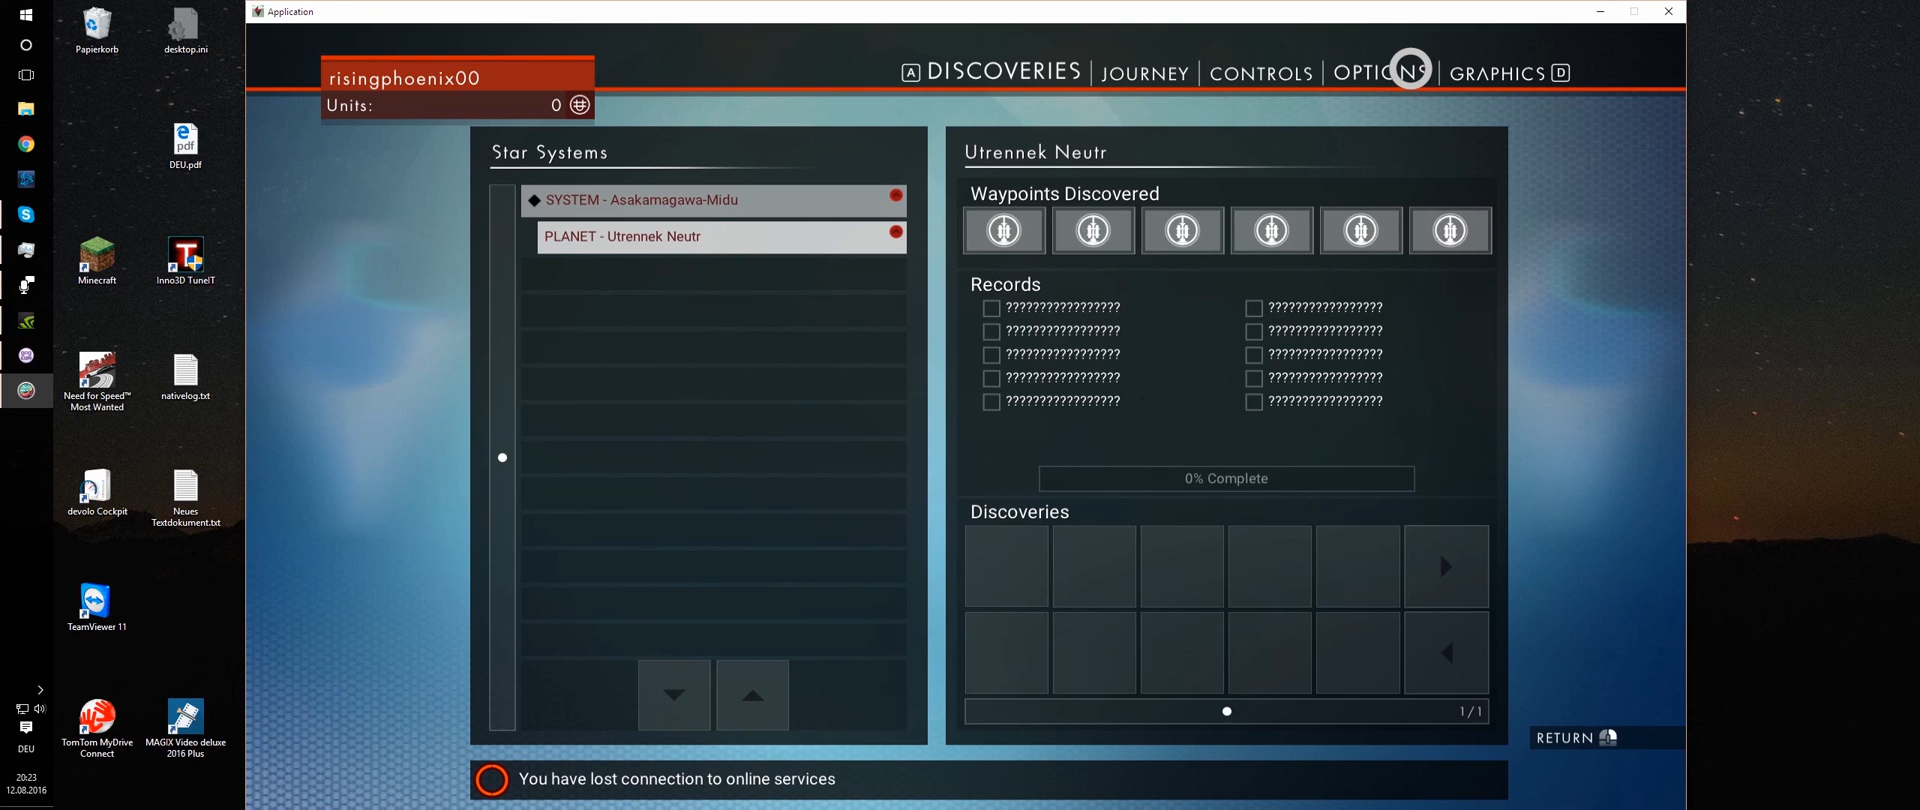 Application
Papierkorb
desktop.ini
DEU.pdf
Minecraft
Inno3D TuneIT
Need for Speed™
Most Wanted
nativelog.txt
devolo Cockpit
Neues
Textdokument.txt
TeamViewer 11
TomTom MyDrive
Connect
MAGIX Video deluxe
2016 Plus
DEU
20:23
12.08.2016
risingphoenix00
Units: 0
A DISCOVERIES JOURNEY CONTROLS OPTIONS GRAPHICS D
Star Systems
SYSTEM - Asakamagawa-Midu
PLANET - Utrennek Neutr
Utrennek Neutr
Waypoints Discovered
Records
????????????????? ?????????????????
????????????????? ?????????????????
????????????????? ?????????????????
????????????????? ?????????????????
????????????????? ?????????????????
0% Complete
Discoveries
1/1
RETURN
You have lost connection to online services